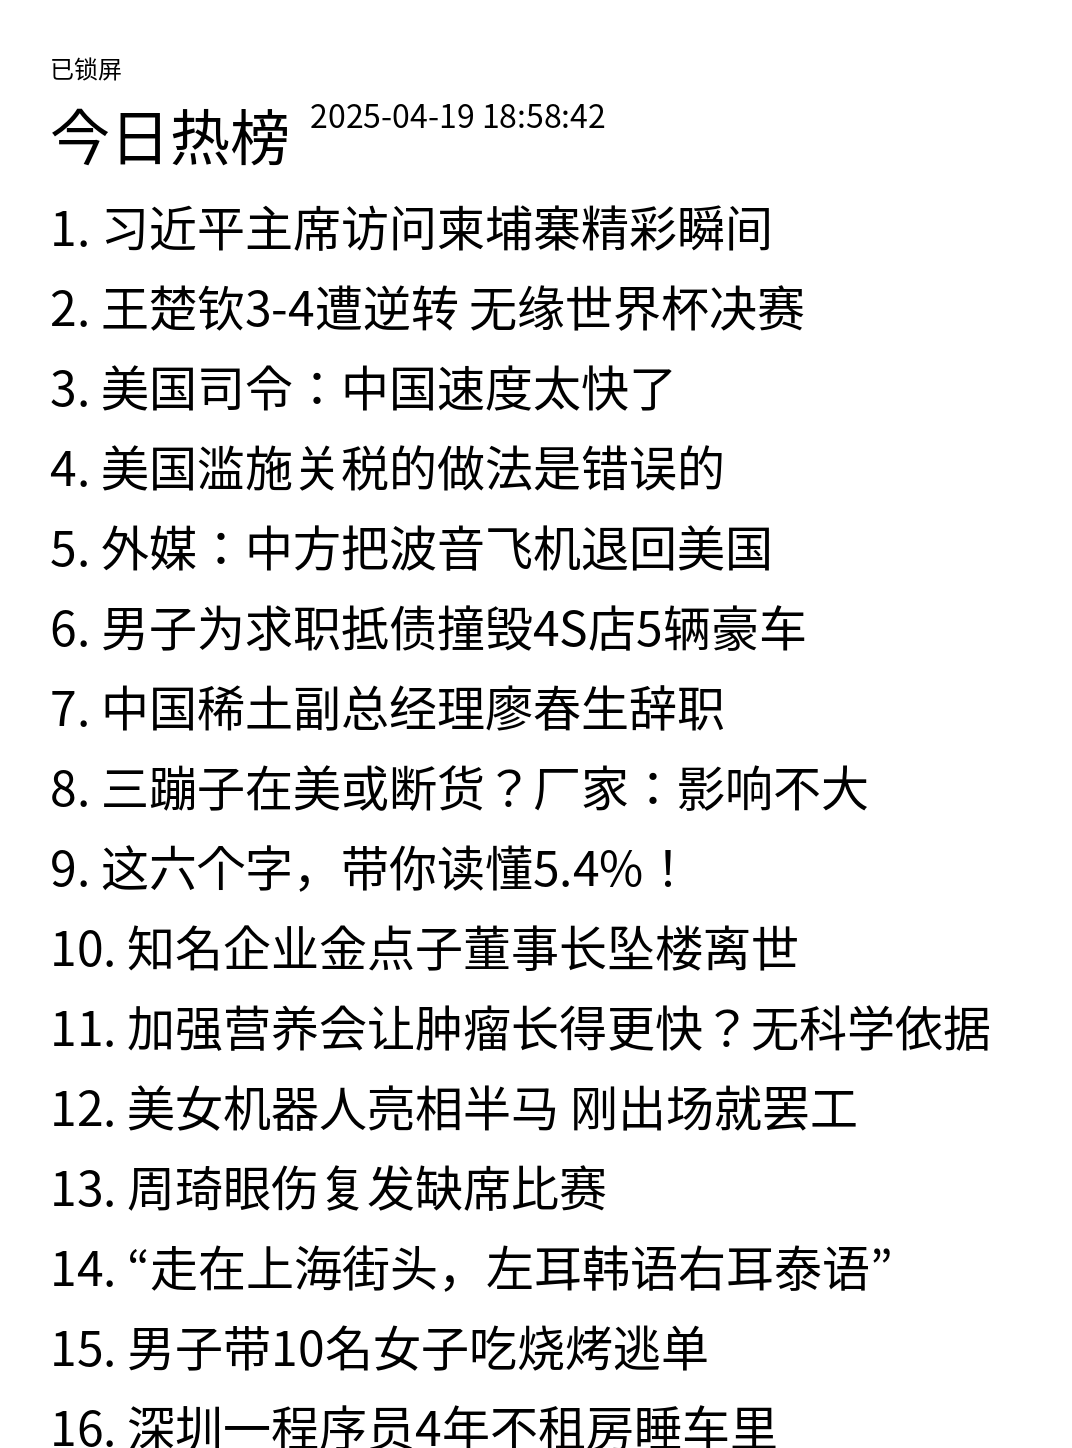 已锁屏
今日热榜 2025-04-19 18:58:42
1. 习近平主席访问柬埔寨精彩瞬间
2. 王楚钦3-4遭逆转 无缘世界杯决赛
3. 美国司令：中国速度太快了
4. 美国滥施关税的做法是错误的
5. 外媒：中方把波音飞机退回美国
6. 男子为求职抵债撞毁4S店5辆豪车
7. 中国稀土副总经理廖春生辞职
8. 三蹦子在美或断货？厂家：影响不大
9. 这六个字，带你读懂5.4%！
10. 知名企业金点子董事长坠楼离世
11. 加强营养会让肿瘤长得更快？无科学依据
12. 美女机器人亮相半马 刚出场就罢工
13. 周琦眼伤复发缺席比赛
14. “走在上海街头，左耳韩语右耳泰语”
15. 男子带10名女子吃烧烤逃单
16. 深圳一程序员4年不租房睡车里